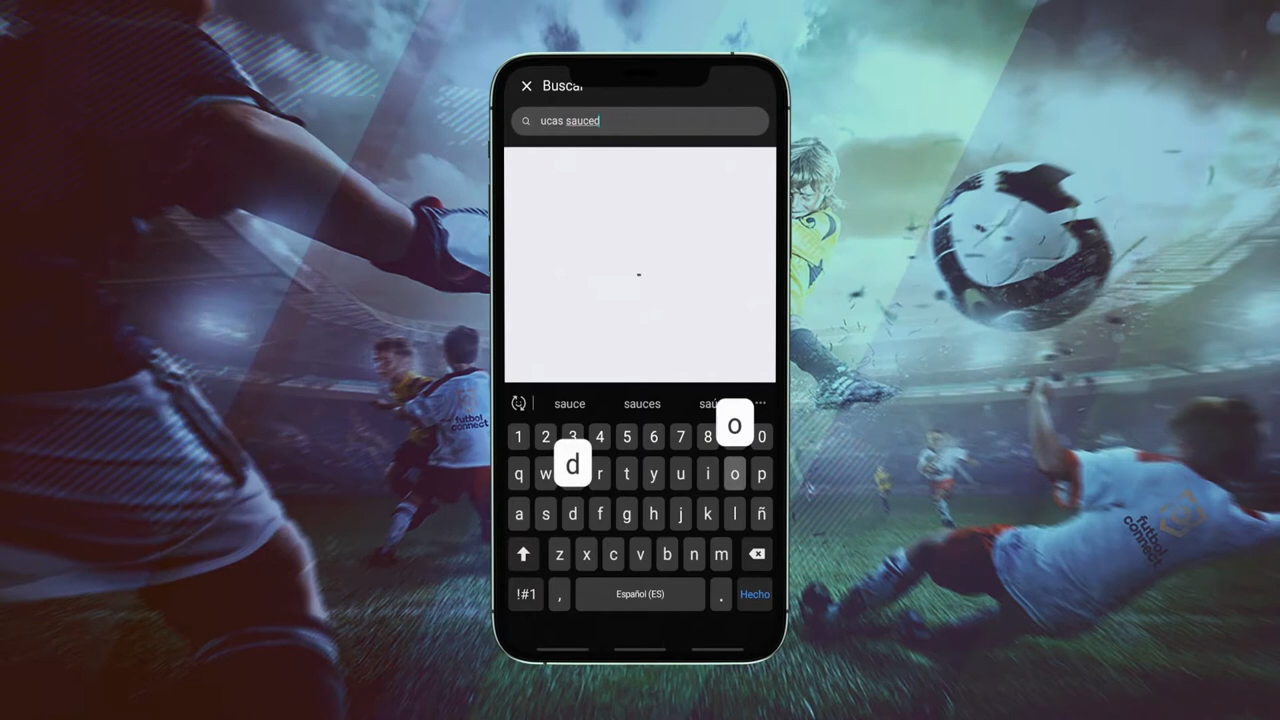 Buscar
ucas sauced
sauce sauces saú
1 2 3 4 5 6 7 8 0
o
d
q w r t y u i o p
a s d f g h j k l ñ
z x c v b n m
!#1 , Español (ES) . Hecho
futbol
connect
futbol
connect